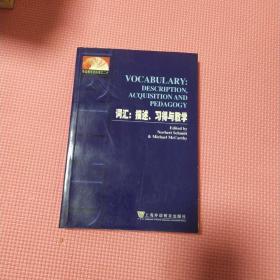 VOCABULARY:
DESCRIPTION,
ACQUISITION AND
PEDAGOGY
词汇：描述、习得与教学
Edited by
Norbert Schmitt
& Michael McCarthy
上海外语教育出版社